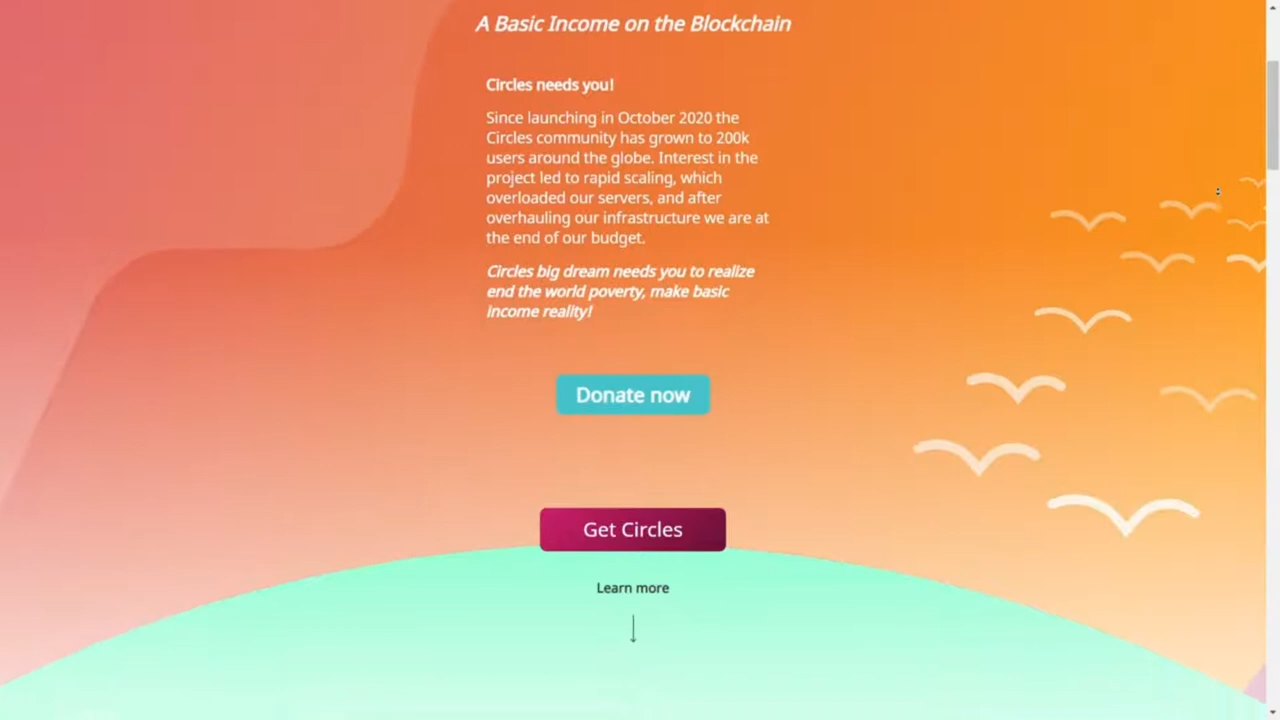 A Basic Income on the Blockchain
Circles needs you!
Since launching in October 2020 the
Circles community has grown to 200k
users around the globe. Interest in the
project led to rapid scaling, which
overloaded our servers, and after
overhauling our infrastructure we are at
the end of our budget.
Circles big dream needs you to realize
end the world poverty, make basic
income reality!
Donate now
Get Circles
Learn more